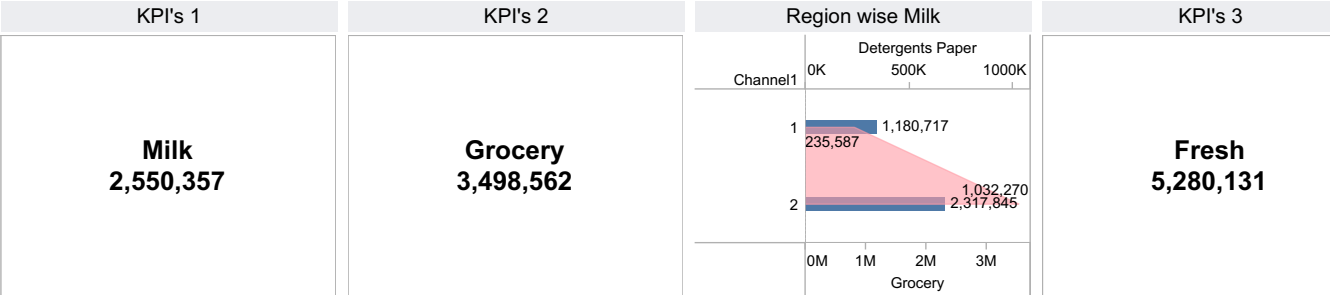 KPI's 1
Milk
2,550,357
KPI's 2
Grocery
3,498,562
Region wise Milk
Detergents Paper
0K 500K 1000K
Channel1
1 1,180,717
235,587
1,032,270
2 2,317,845
0M 1M 2M 3M
Grocery
KPI's 3
Fresh
5,280,131